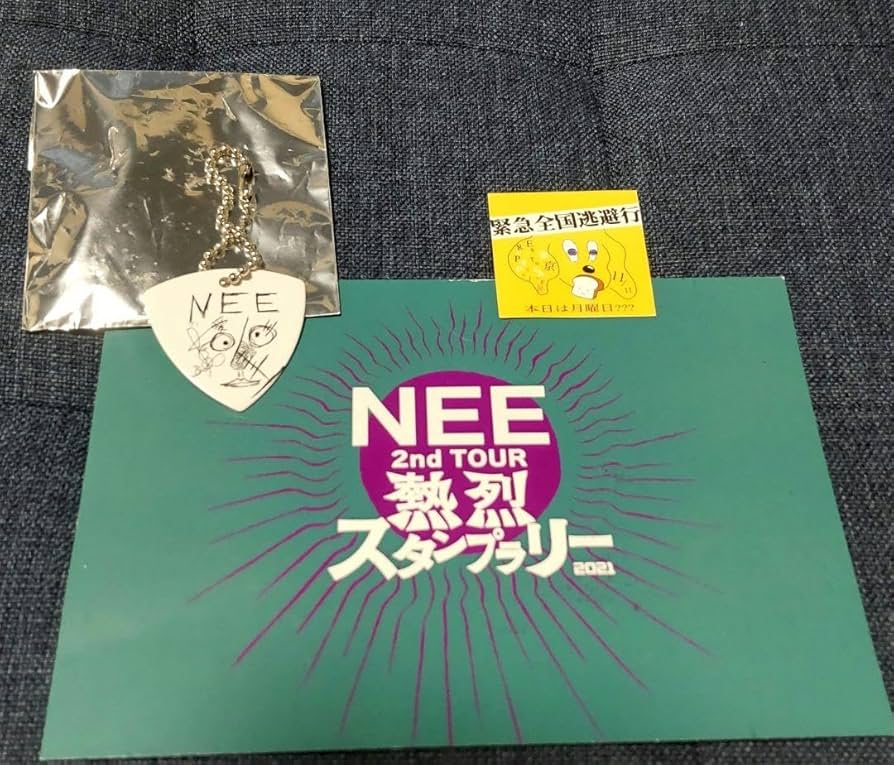 NEE
緊急全国逃避行
本日は月曜日???
NEE
2nd TOUR
熱烈
スタンプラリー
2021